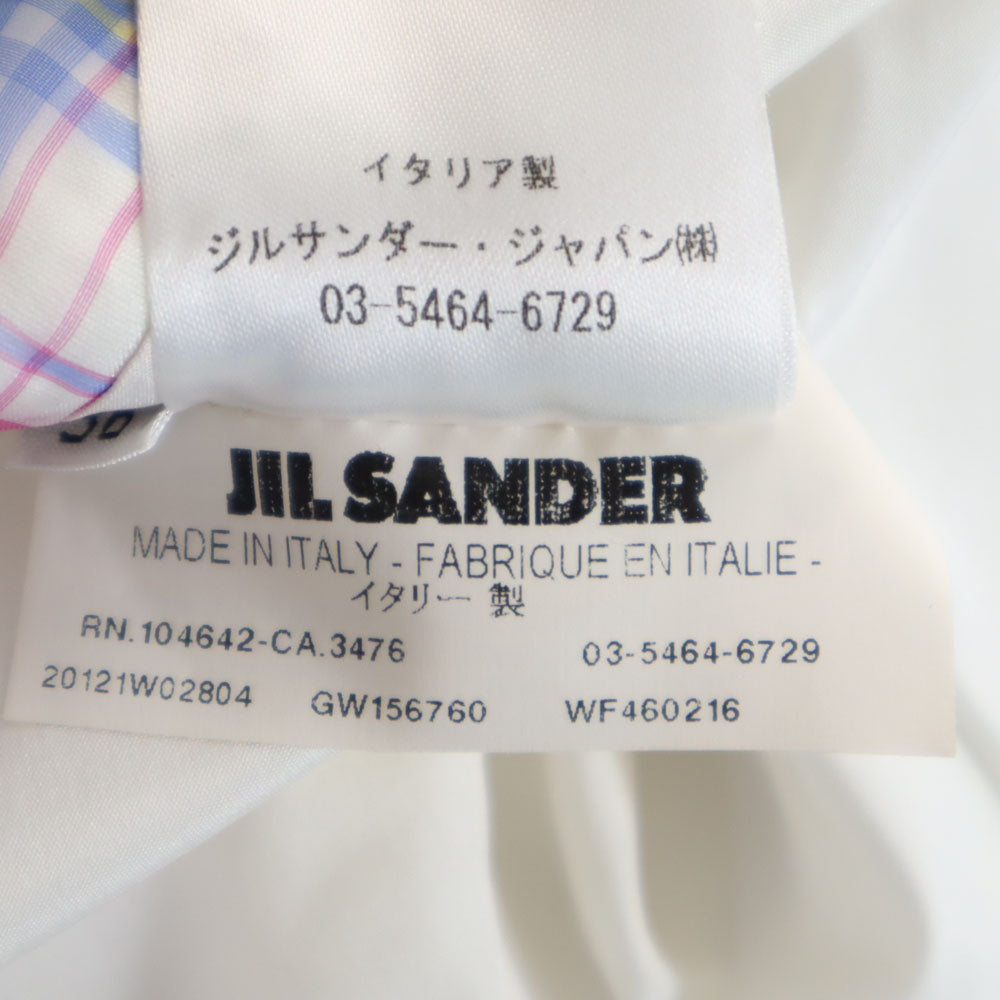 イタリア製
ジルサンダー・ジャパン㈱
03-5464-6729
JIL SANDER
MADE IN ITALY - FABRIQUE EN ITALIE -
イタリー 製
RN.104642-CA.3476 03-5464-6729
20121W02804 GW156760 WF460216